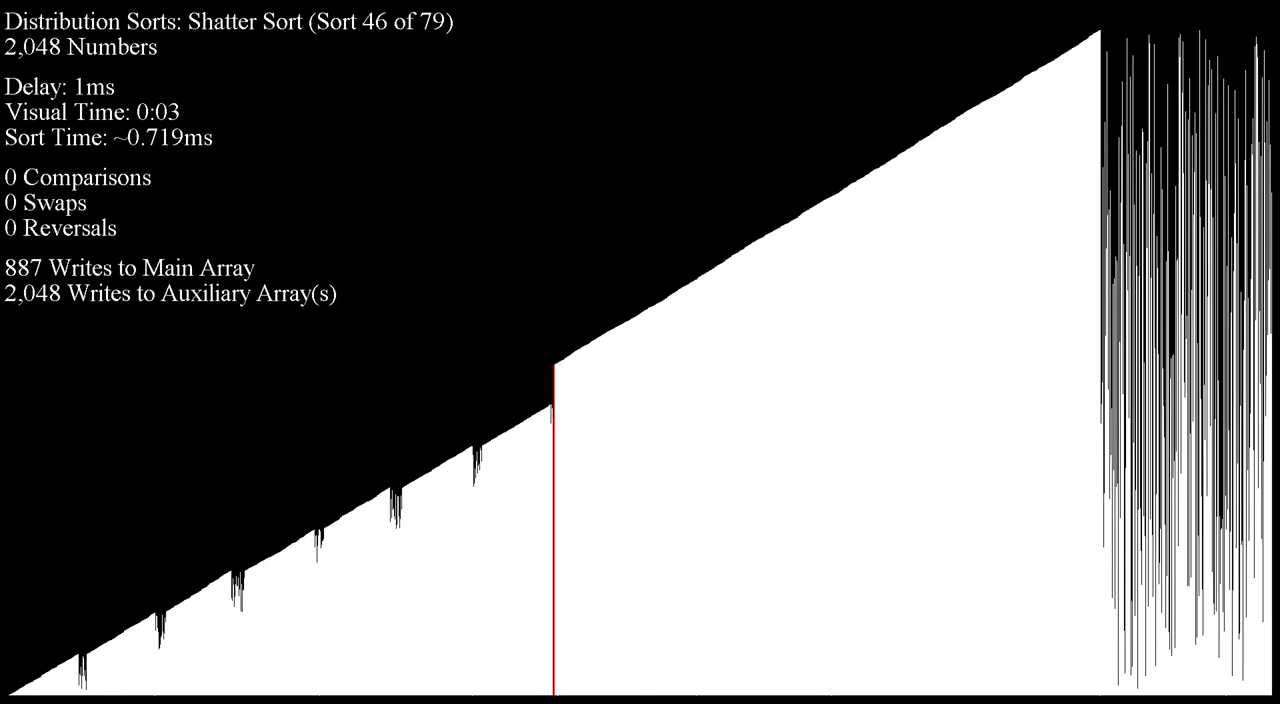 Distribution Sorts: Shatter Sort (Sort 46 of 79)
2,048 Numbers
Delay: 1ms
Visual Time: 0:03
Sort Time: ~0.719ms
0 Comparisons
0 Swaps
0 Reversals
887 Writes to Main Array
2,048 Writes to Auxiliary Array(s)